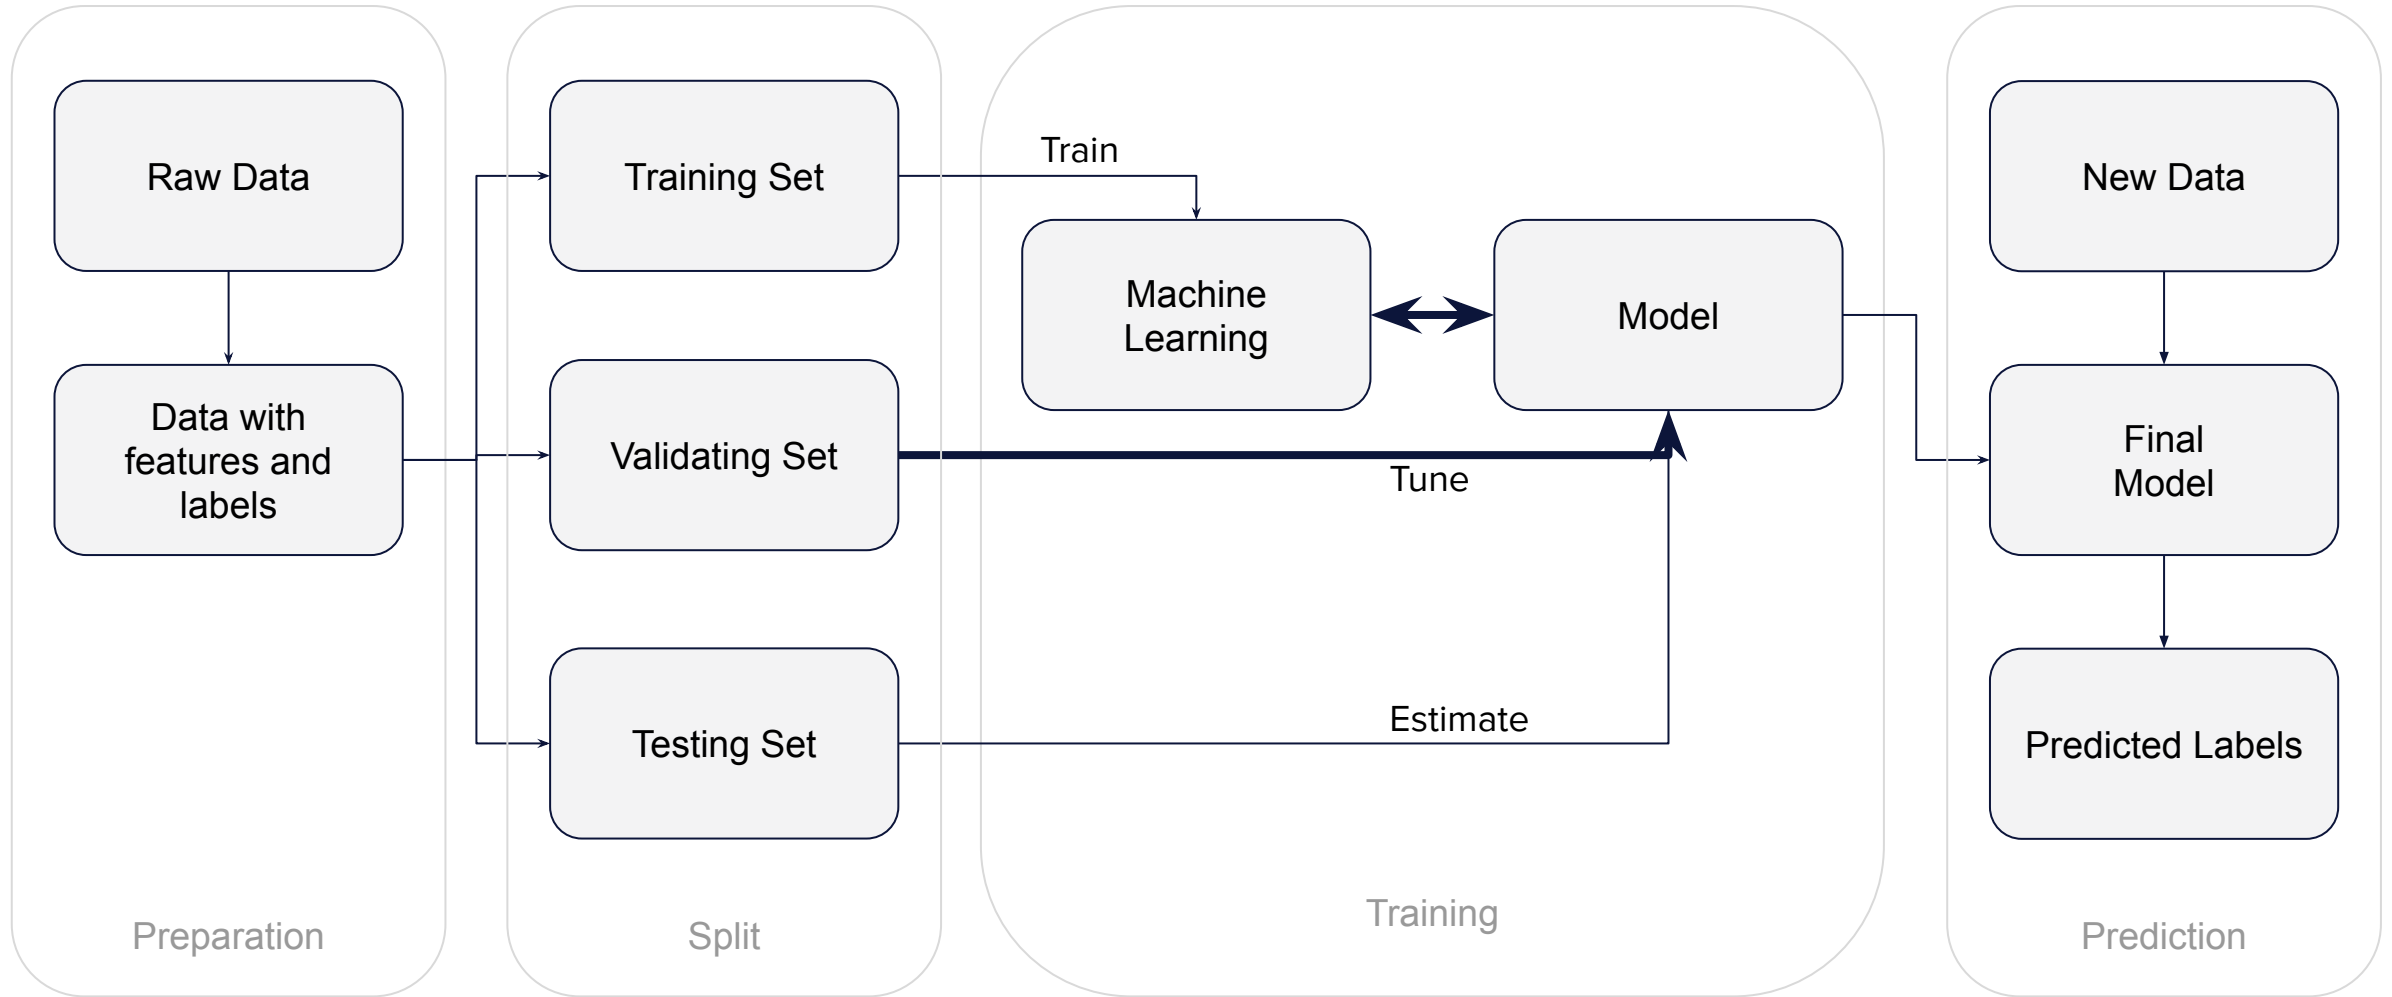 Raw Data
Data with
features and
labels
Preparation
Training Set
Validating Set
Testing Set
Split
Train
Machine
Learning
Model
Tune
Estimate
Training
New Data
Final
Model
Predicted Labels
Prediction